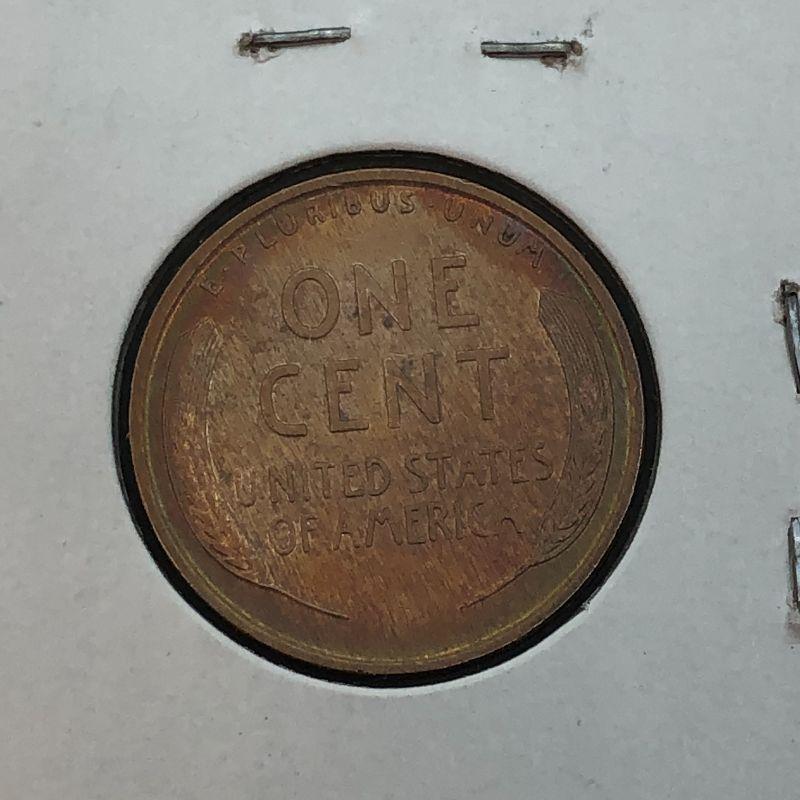 E·PLURIBUS·UNUM
ONE
CENT
UNITED STATES
OF AMERICA